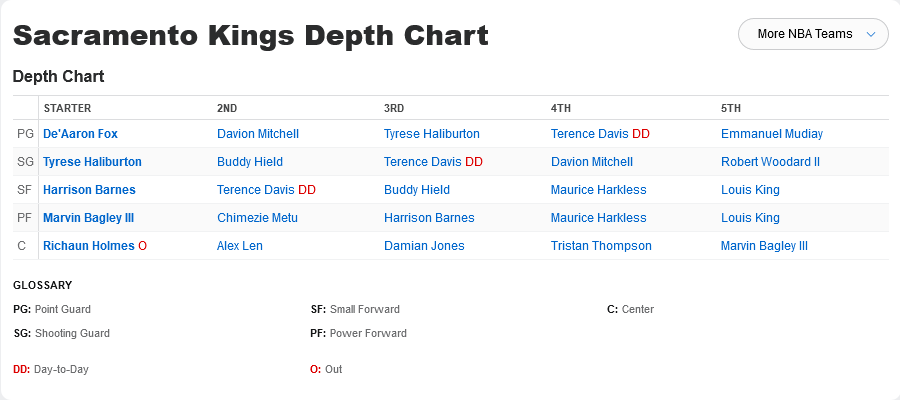 Sacramento Kings Depth Chart
More NBA Teams
Depth Chart
STARTER 2ND 3RD 4TH 5TH
PG De'Aaron Fox Davion Mitchell Tyrese Haliburton Terence Davis DD Emmanuel Mudiay
SG Tyrese Haliburton Buddy Hield Terence Davis DD Davion Mitchell Robert Woodard II
SF Harrison Barnes Terence Davis DD Buddy Hield Maurice Harkless Louis King
PF Marvin Bagley III Chimezie Metu Harrison Barnes Maurice Harkless Louis King
C Richaun Holmes O Alex Len Damian Jones Tristan Thompson Marvin Bagley III
GLOSSARY
PG: Point Guard SF: Small Forward C: Center
SG: Shooting Guard PF: Power Forward
DD: Day-to-Day O: Out